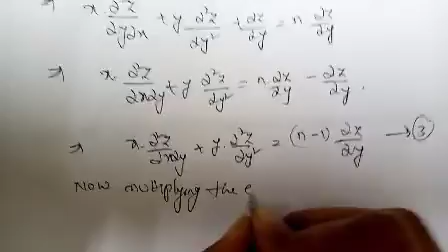 ⇒ x ∂²z/∂y∂x + y ∂²z/∂y² + ∂z/∂y = n ∂z/∂y
⇒ x. ∂²z/∂x∂y + y ∂²z/∂y² = n. ∂z/∂y - ∂z/∂y.
⇒ x. ∂²z/∂x∂y + y. ∂²z/∂y² = (n-1) ∂z/∂y → ③
Now multiplying the e